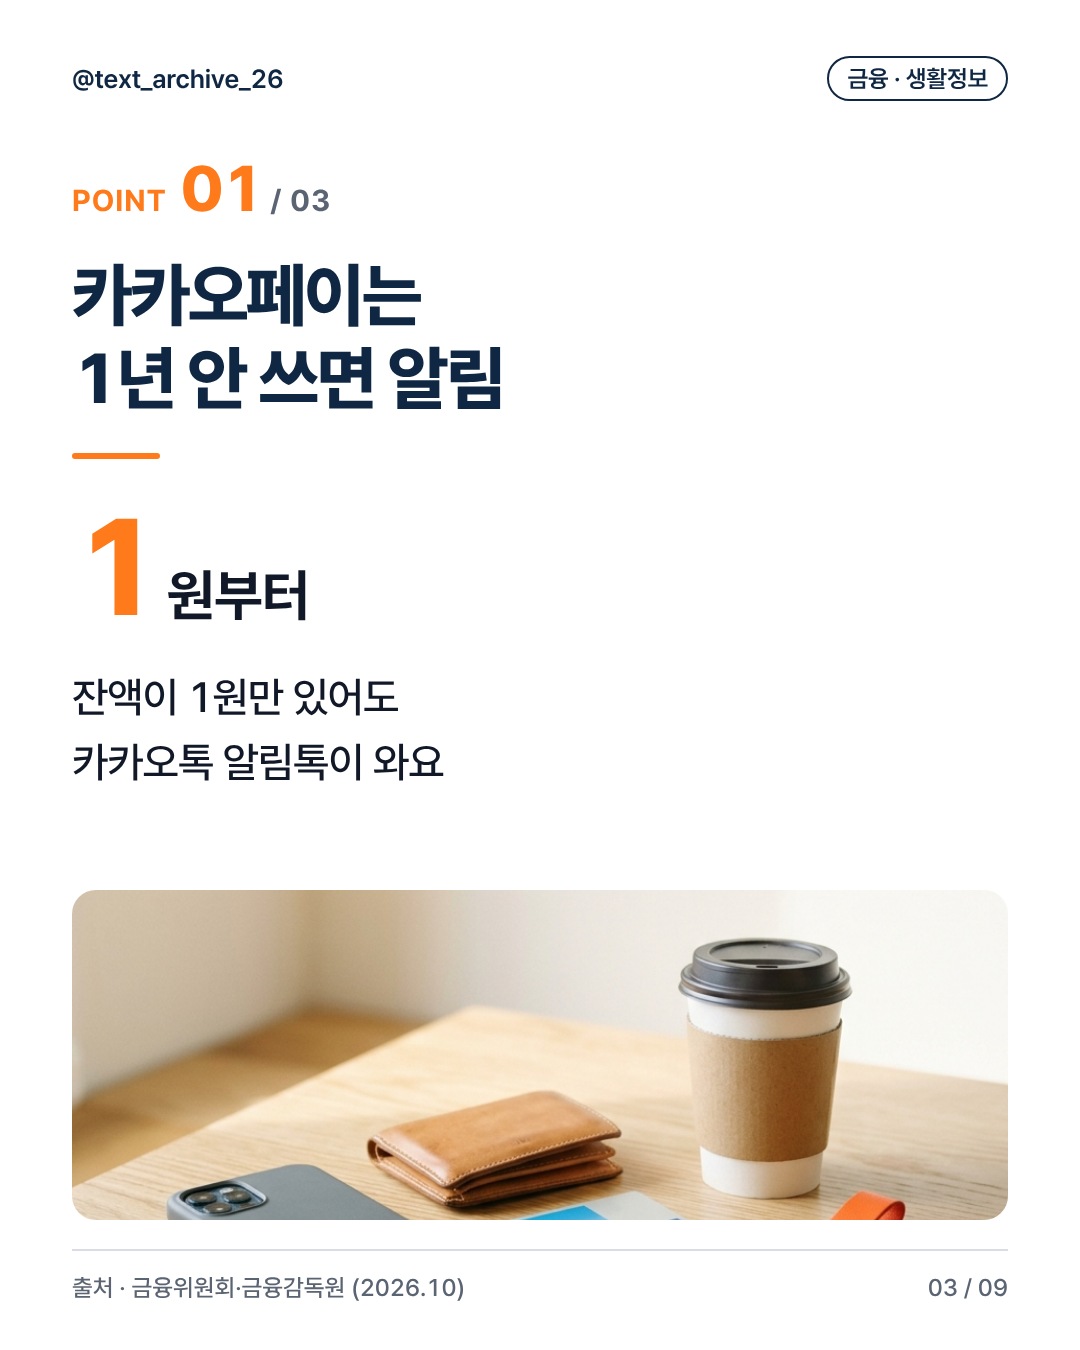 @text_archive_26
금융 · 생활정보
POINT 01 / 03
카카오페이는
1년 안 쓰면 알림
1원부터
잔액이 1원만 있어도
카카오톡 알림톡이 와요
출처 · 금융위원회·금융감독원 (2026.10)
03 / 09